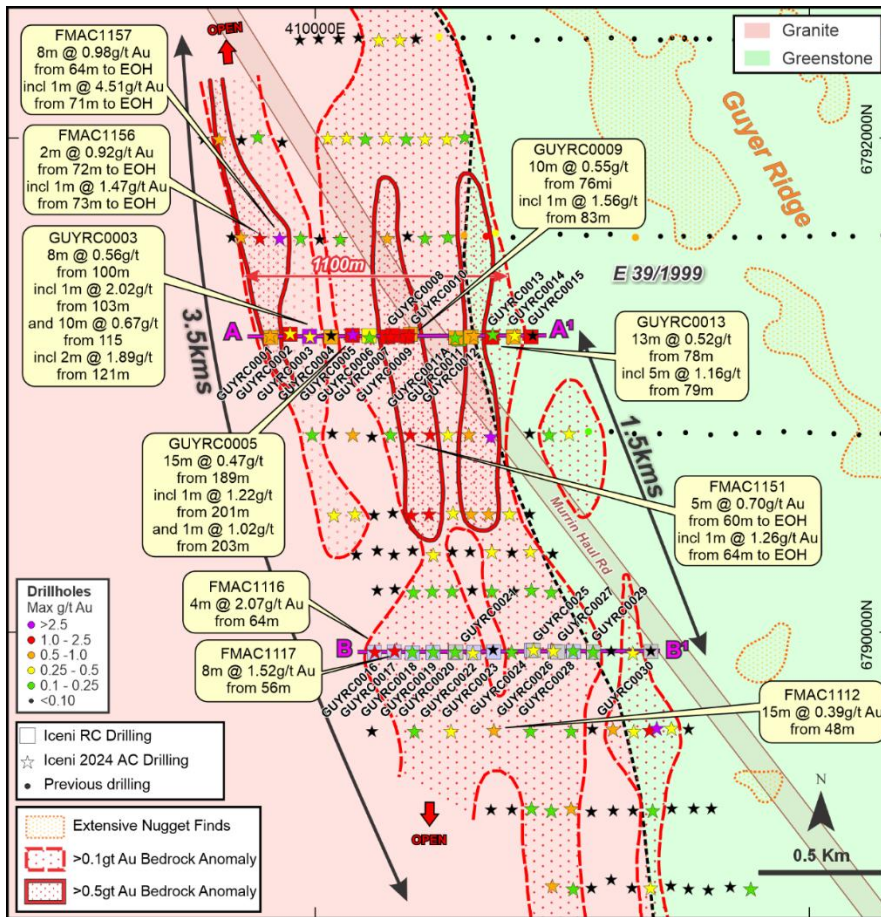 OPEN
410000E
Granite
Greenstone
FMAC1157
8m @ 0.98g/t Au
from 64m to EOH
incl 1m @ 4.51g/t Au
from 71m to EOH
Guyer Ridge
6792000N
FMAC1156
2m @ 0.92g/t Au
from 72m to EOH
incl 1m @ 1.47g/t Au
from 73m to EOH
GUYRC0009
10m @ 0.55g/t
from 76mi
incl 1m @ 1.56g/t
from 83m
GUYRC0003
8m @ 0.56g/t
from 100m
incl 1m @ 2.02g/t
from 103m
and 10m @ 0.67g/t
from 115
incl 2m @ 1.89g/t
from 121m
1100m
E 39/1999
3.5kms
GUYRC0008
GUYRC0010
GUYRC0013
GUYRC0014
GUYRC0015
A
A¹
GUYRC0001
GUYRC0002
GUYRC0003
GUYRC0004
GUYRC0005
GUYRC0006
GUYRC0007
GUYRC0009
GUYRC0011A
GUYRC0011
GUYRC0012
GUYRC0013
13m @ 0.52g/t
from 78m
incl 5m @ 1.16g/t
from 79m
GUYRC0005
15m @ 0.47g/t
from 189m
incl 1m @ 1.22g/t
from 201m
and 1m @ 1.02g/t
from 203m
1.5kms
FMAC1151
5m @ 0.70g/t Au
from 60m to EOH
incl 1m @ 1.26g/t Au
from 64m to EOH
Murrin Haul Rd
FMAC1116
4m @ 2.07g/t Au
from 64m
FMAC1117
8m @ 1.52g/t Au
from 56m
GUYRC0025
GUYRC0027
GUYRC0029
B
B¹
6790000N
GUYRC0016
GUYRC0017
GUYRC0018
GUYRC0019
GUYRC0020
GUYRC0022
GUYRC0023
GUYRC0024
GUYRC0028
GUYRC0030
FMAC1112
15m @ 0.39g/t Au
from 48m
OPEN
Drillholes
Max g/t Au
>2.5
1.0 - 2.5
0.5 -1.0
0.25 - 0.5
0.1 - 0.25
<0.10
Iceni RC Drilling
Iceni 2024 AC Drilling
Previous drilling
Extensive Nugget Finds
>0.1gt Au Bedrock Anomaly
>0.5gt Au Bedrock Anomaly
N
0.5 Km